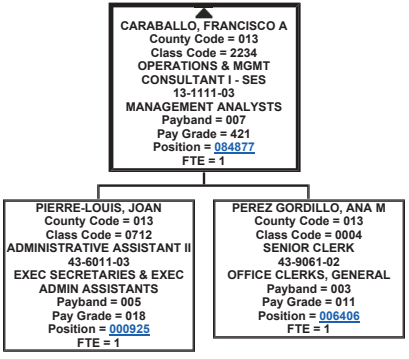 CARABALLO, FRANCISCO A
County Code = 013
Class Code = 2234
OPERATIONS & MGMT
CONSULTANT I - SES
13-1111-03
MANAGEMENT ANALYSTS
Payband = 007
Pay Grade = 421
Position = 084877
FTE = 1
PIERRE-LOUIS, JOAN
County Code = 013
Class Code = 0712
ADMINISTRATIVE ASSISTANT II
43-6011-03
EXEC SECRETARIES & EXEC
ADMIN ASSISTANTS
Payband = 005
Pay Grade = 018
Position = 000925
FTE = 1
PEREZ GORDILLO, ANA M
County Code = 013
Class Code = 0004
SENIOR CLERK
43-9061-02
OFFICE CLERKS, GENERAL
Payband = 003
Pay Grade = 011
Position = 006406
FTE = 1